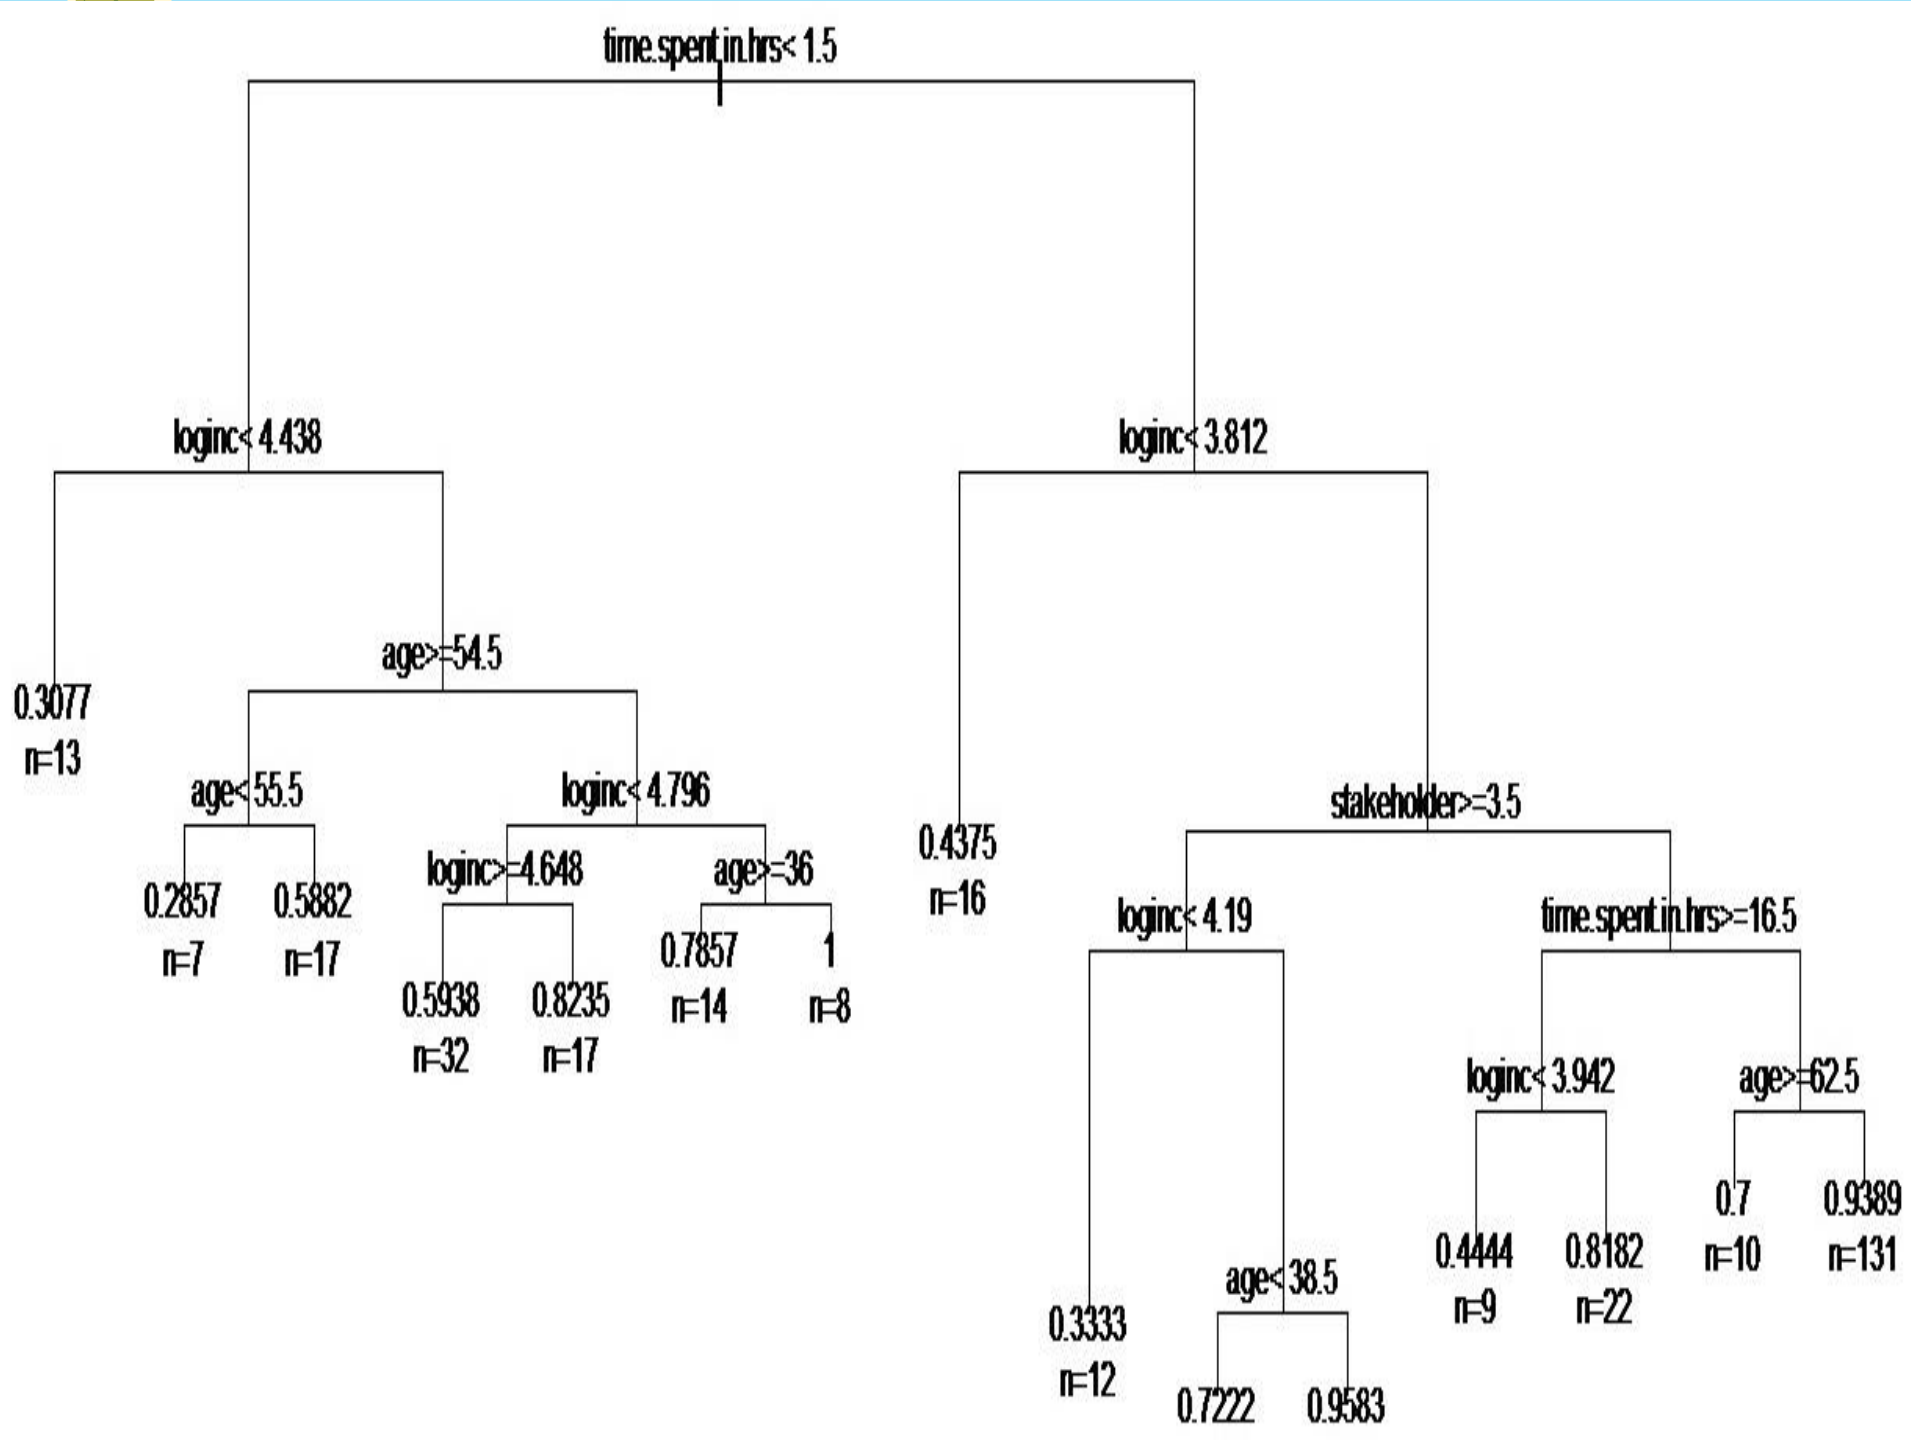 time.spent.in.hrs< 1.5
loginc< 4.438
loginc< 3.812
age>=54.5
0.3077
n=13
age< 55.5
loginc< 4.796
stakeholder>=3.5
0.4375
n=16
loginc>=4.648
age>=36
0.2857
n=7
0.5882
n=17
loginc< 4.19
time.spent.in.hrs>=16.5
0.7857
n=14
1
n=8
0.5938
n=32
0.8235
n=17
loginc< 3.942
age>=62.5
0.7
n=10
0.9389
n=131
0.4444
n=9
0.8182
n=22
age< 38.5
0.3333
n=12
0.7222
0.9583